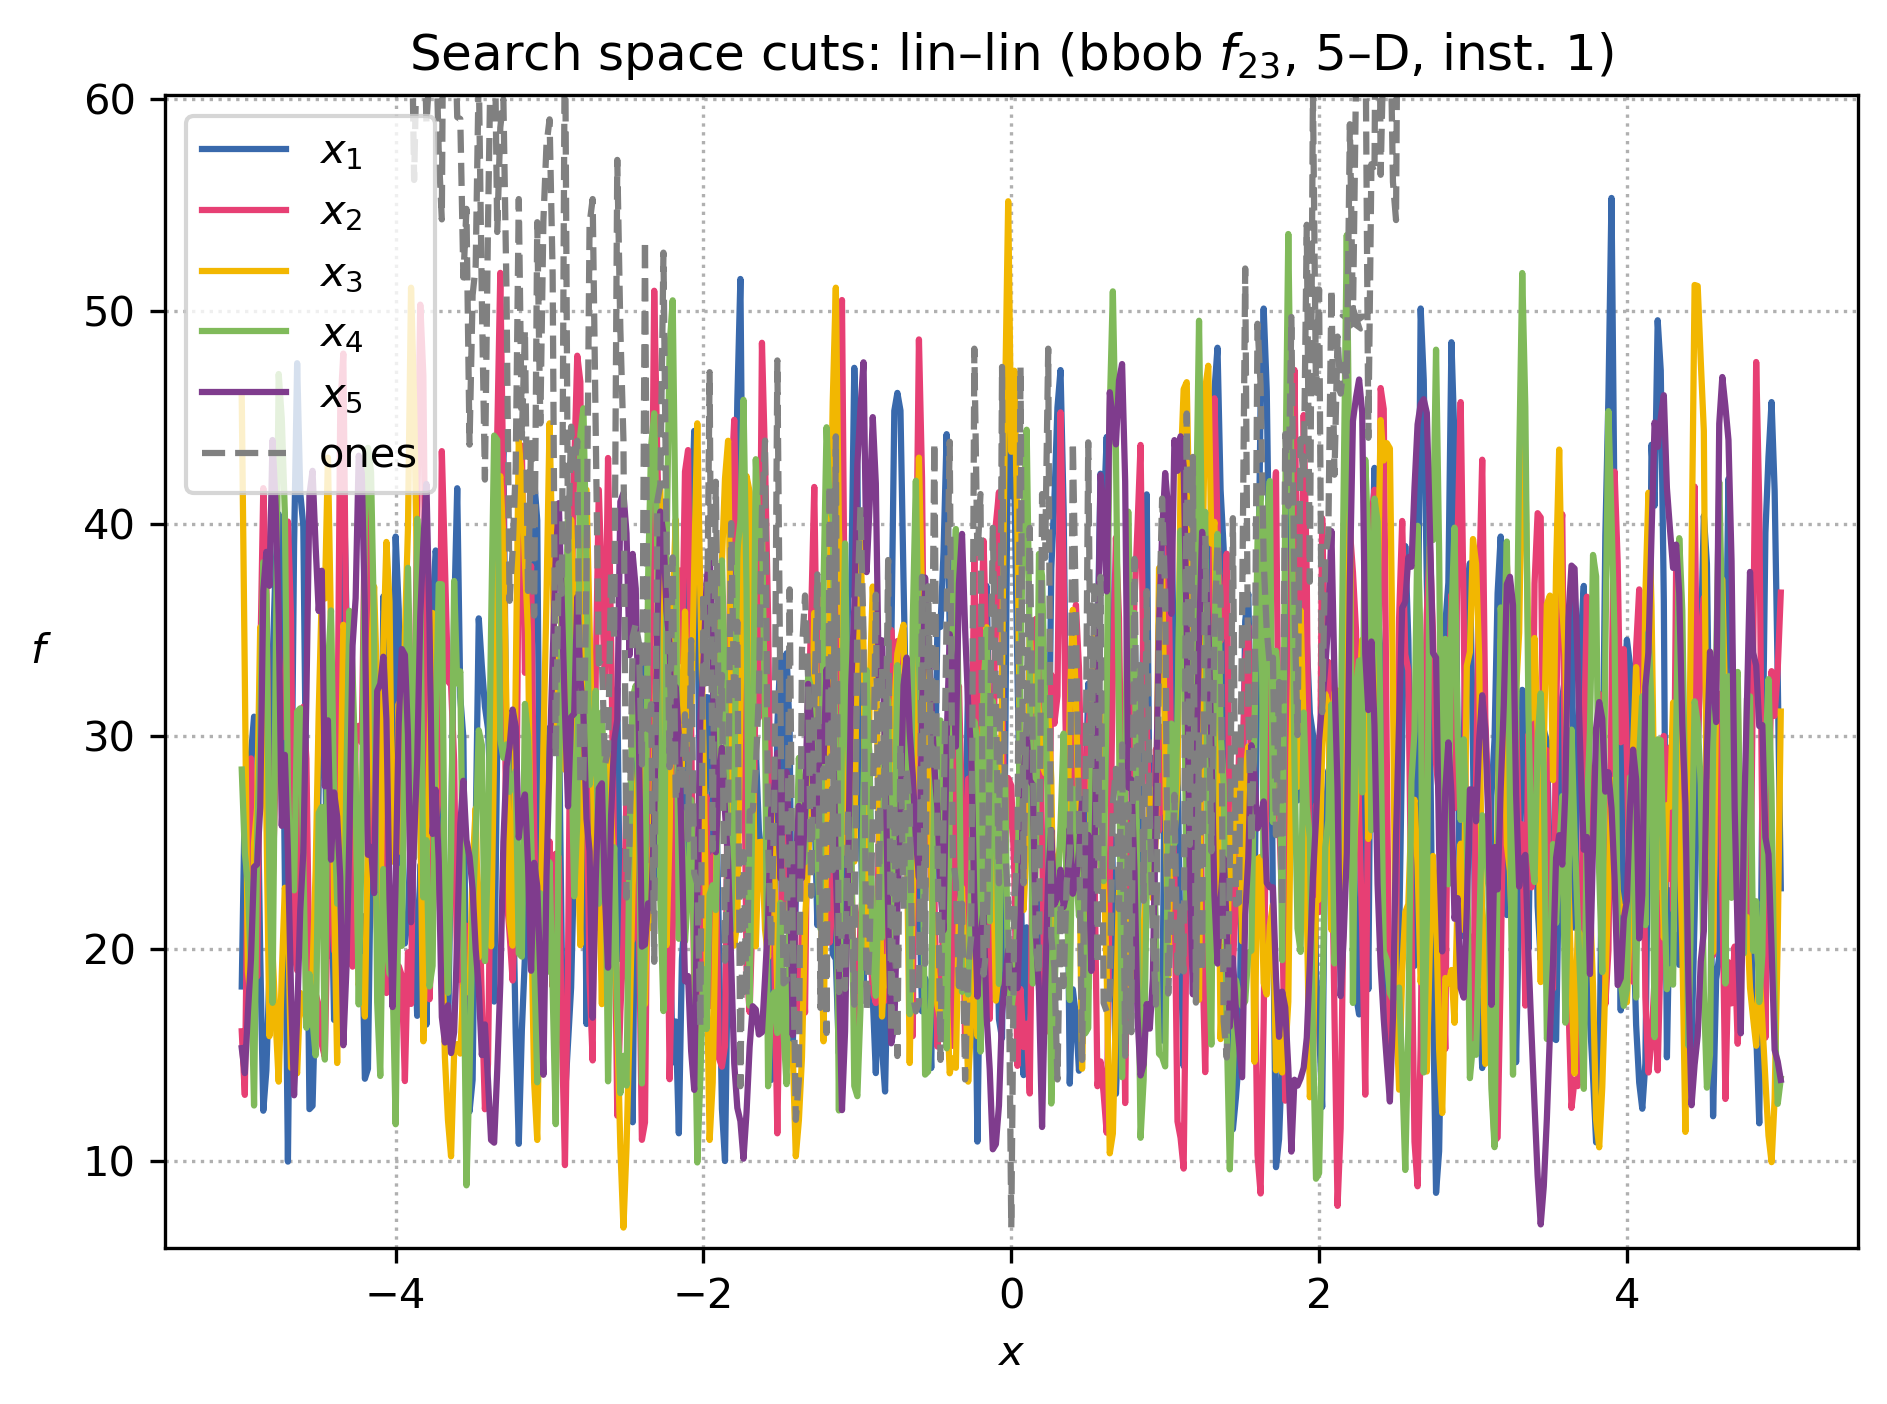 Search space cuts: lin–lin (bbob f₂₃, 5–D, inst. 1)
60
50
40
30
20
10
f
x₁
x₂
x₃
x₄
x₅
ones
−4
−2
0
2
4
x